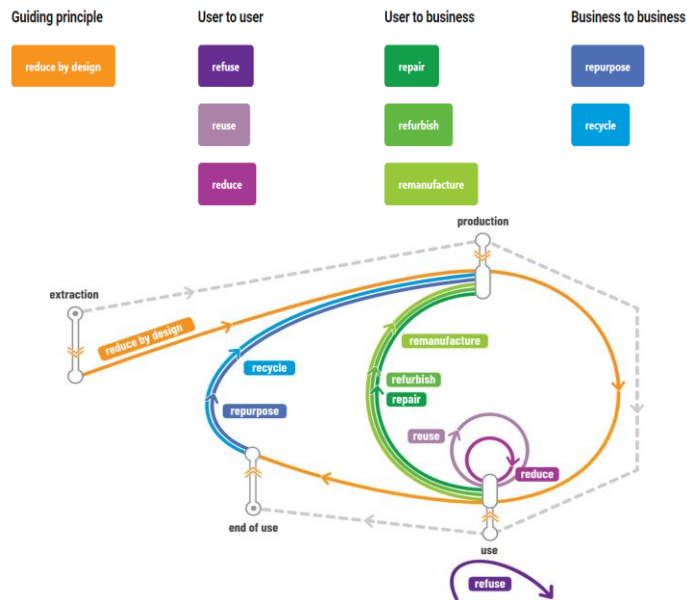 Guiding principle
User to user
User to business
Business to business
reduce by design
refuse
repair
repurpose
reuse
refurbish
recycle
reduce
remanufacture
production
extraction
reduce by design
remanufacture
recycle
refurbish
repair
repurpose
reuse
reduce
end of use
use
refuse